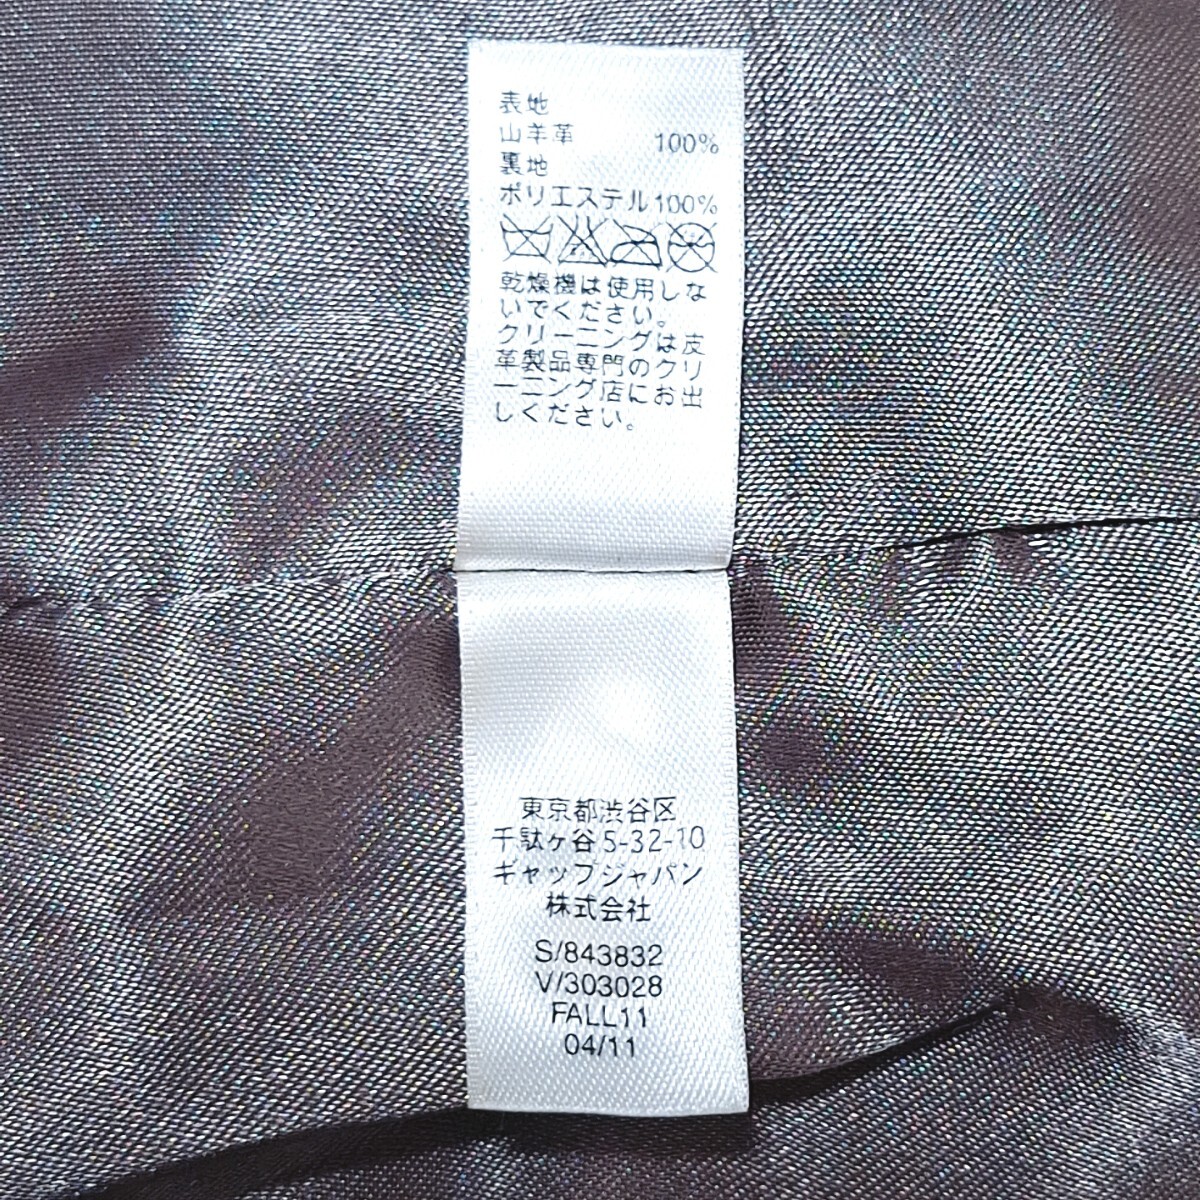 表地
山羊革 100%
裏地
ポリエステル100%
乾燥機は使用しな
いでください。
クリーニングは皮
革製品専門のクリ
ーニング店にお出
しください。
東京都渋谷区
千駄ヶ谷5-32-10
ギャップジャパン
株式会社
S/843832
V/303028
FALL11
04/11